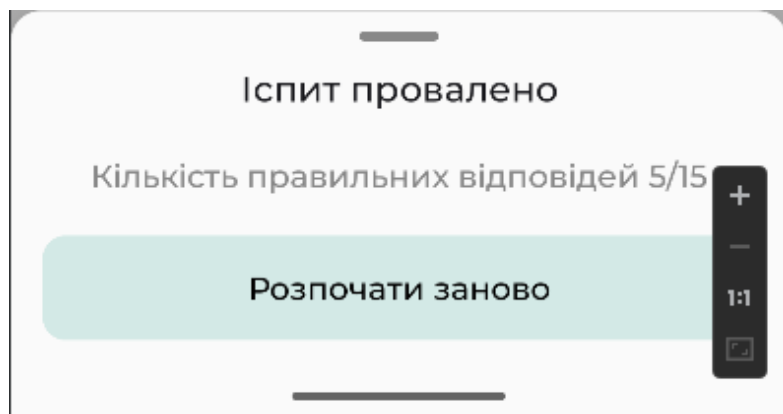 Іспит провалено
Кількість правильних відповідей 5/15
Розпочати заново
1:1